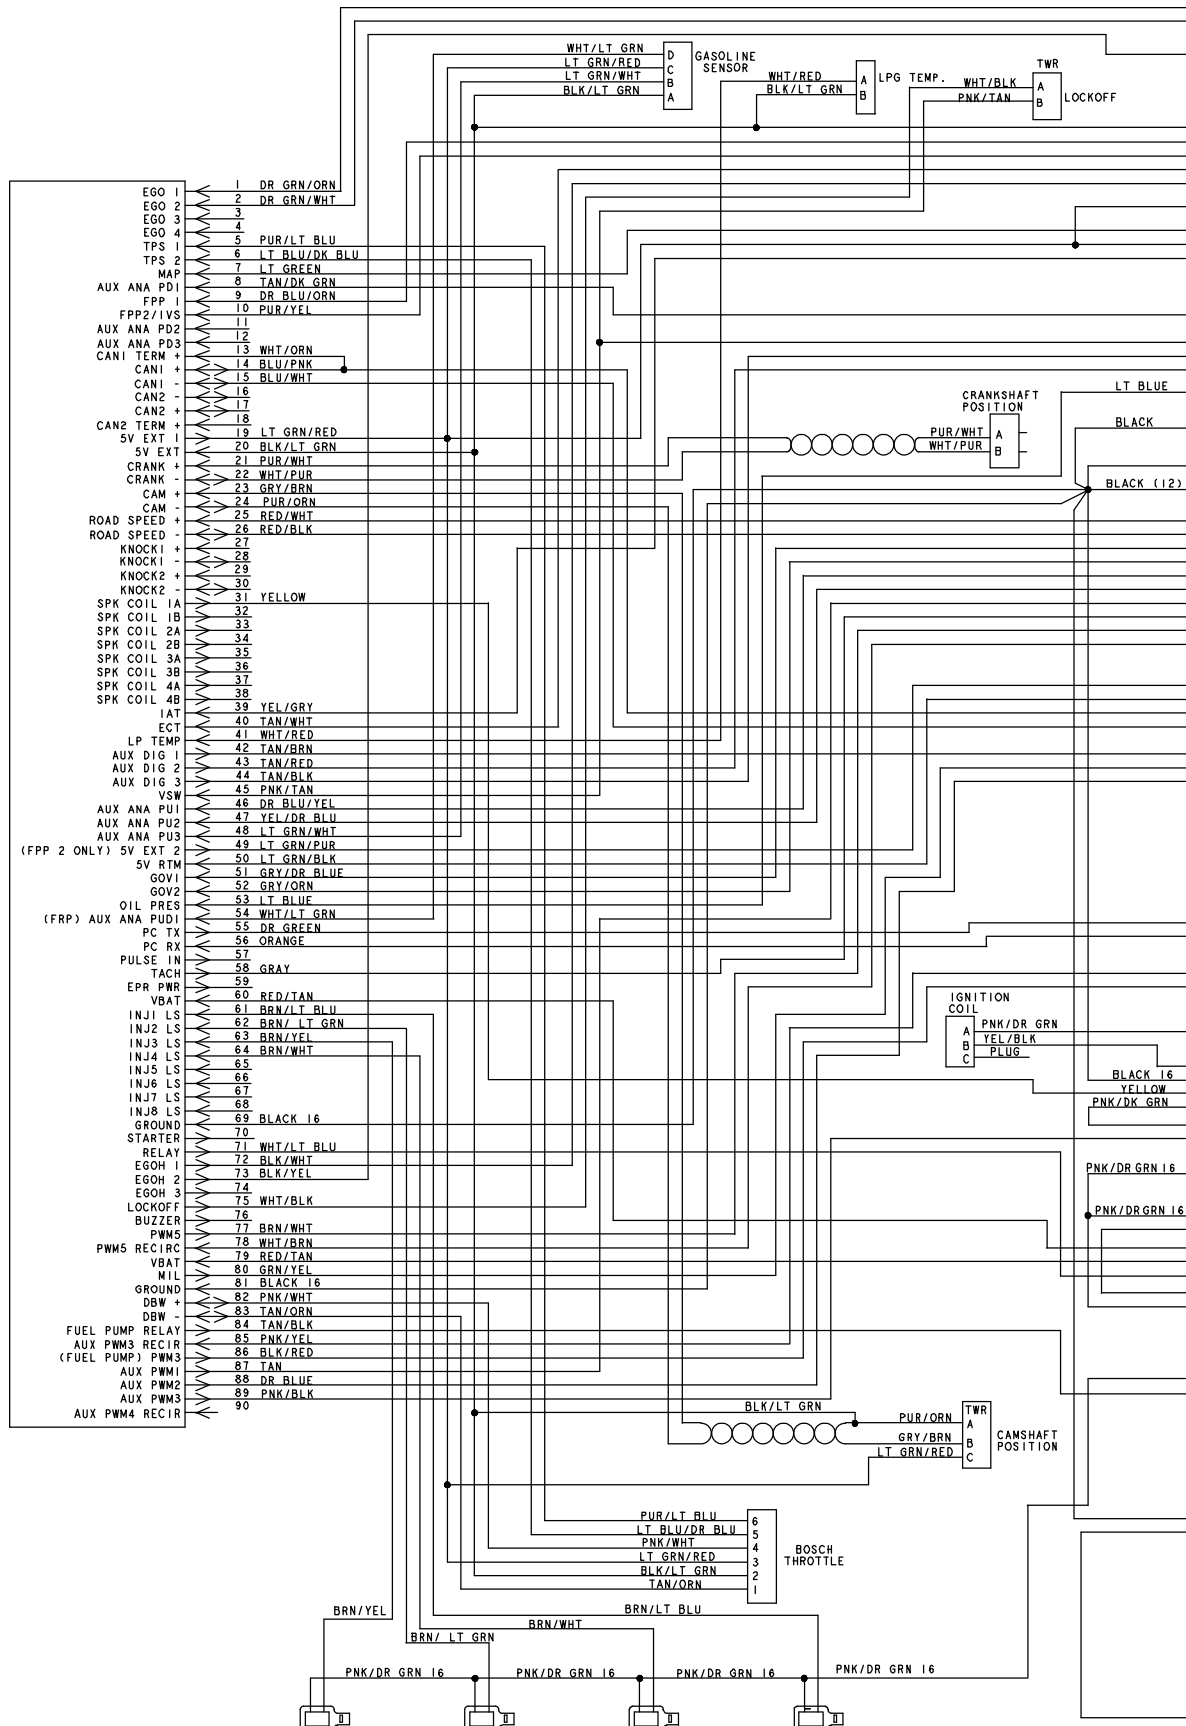 WHT/LT GRN D GASOLINE
LT GRN/RED C SENSOR
LT GRN/WHT B
BLK/LT GRN A
WHT/RED A LPG TEMP.
BLK/LT GRN B
TWR
WHT/BLK A LOCKOFF
PNK/TAN B
EGO 1 1 DR GRN/ORN
EGO 2 2 DR GRN/WHT
EGO 3 3
EGO 4 4
TPS 1 5 PUR/LT BLU
TPS 2 6 LT BLU/DK BLU
MAP 7 LT GREEN
AUX ANA PD1 8 TAN/DK GRN
FPP 1 9 DR BLU/ORN
FPP2/IVS 10 PUR/YEL
AUX ANA PD2 11
AUX ANA PD3 12
CAN1 TERM + 13 WHT/ORN
CAN1 + 14 BLU/PNK
CAN1 - 15 BLU/WHT
CAN2 - 16
CAN2 + 17
CAN2 TERM + 18
5V EXT 1 19 LT GRN/RED
5V EXT 20 BLK/LT GRN
CRANK + 21 PUR/WHT
CRANK - 22 WHT/PUR
CAM + 23 GRY/BRN
CAM - 24 PUR/ORN
ROAD SPEED + 25 RED/WHT
ROAD SPEED - 26 RED/BLK
KNOCK1 + 27
KNOCK1 - 28
KNOCK2 + 29
KNOCK2 - 30
SPK COIL 1A 31 YELLOW
SPK COIL 1B 32
SPK COIL 2A 33
SPK COIL 2B 34
SPK COIL 3A 35
SPK COIL 3B 36
SPK COIL 4A 37
SPK COIL 4B 38
IAT 39 YEL/GRY
ECT 40 TAN/WHT
LP TEMP 41 WHT/RED
AUX DIG 1 42 TAN/BRN
AUX DIG 2 43 TAN/RED
AUX DIG 3 44 TAN/BLK
VSW 45 PNK/TAN
AUX ANA PU1 46 DR BLU/YEL
AUX ANA PU2 47 YEL/DR BLU
AUX ANA PU3 48 LT GRN/WHT
(FPP 2 ONLY) 5V EXT 2 49 LT GRN/PUR
5V RTM 50 LT GRN/BLK
GOV1 51 GRY/DR BLUE
GOV2 52 GRY/ORN
OIL PRES 53 LT BLUE
(FRP) AUX ANA PUD1 54 WHT/LT GRN
PC TX 55 DR GREEN
PC RX 56 ORANGE
PULSE IN 57
TACH 58 GRAY
EPR PWR 59
VBAT 60 RED/TAN
INJ1 LS 61 BRN/LT BLU
INJ2 LS 62 BRN/ LT GRN
INJ3 LS 63 BRN/YEL
INJ4 LS 64 BRN/WHT
INJ5 LS 65
INJ6 LS 66
INJ7 LS 67
INJ8 LS 68
GROUND 69 BLACK 16
STARTER 70
RELAY 71 WHT/LT BLU
EGOH 1 72 BLK/WHT
EGOH 2 73 BLK/YEL
EGOH 3 74
LOCKOFF 75 WHT/BLK
BUZZER 76
PWM5 77 BRN/WHT
PWM5 RECIRC 78 WHT/BRN
VBAT 79 RED/TAN
MIL 80 GRN/YEL
GROUND 81 BLACK 16
DBW + 82 PNK/WHT
DBW - 83 TAN/ORN
FUEL PUMP RELAY 84 TAN/BLK
AUX PWM3 RECIR 85 PNK/YEL
(FUEL PUMP) PWM3 86 BLK/RED
AUX PWM1 87 TAN
AUX PWM2 88 DR BLUE
AUX PWM3 89 PNK/BLK
AUX PWM4 RECIR 90
LT BLUE
CRANKSHAFT
POSITION
PUR/WHT A
WHT/PUR B
BLACK
BLACK (12)
IGNITION
COIL
A PNK/DR GRN
B YEL/BLK
C PLUG
BLACK 16
YELLOW
PNK/DK GRN
PNK/DR GRN 16
PNK/DR GRN 16
BLK/LT GRN
TWR
PUR/ORN A
GRY/BRN B
LT GRN/RED C
CAMSHAFT
POSITION
PUR/LT BLU 6
LT BLU/DR BLU 5
PNK/WHT 4
LT GRN/RED 3
BLK/LT GRN 2
TAN/ORN 1
BOSCH
THROTTLE
BRN/YEL
BRN/LT BLU
BRN/WHT
BRN/ LT GRN
PNK/DR GRN 16
PNK/DR GRN 16
PNK/DR GRN 16
PNK/DR GRN 16